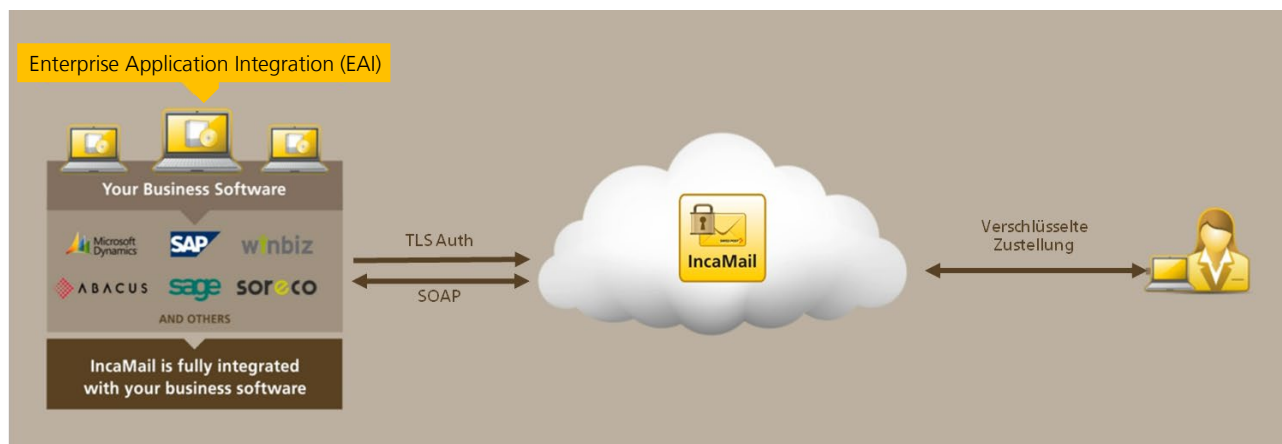 Enterprise Application Integration (EAI)
Your Business Software
Microsoft Dynamics
SAP
winbiz
ABACUS
sage
soreco
AND OTHERS
IncaMail is fully integrated
with your business software
TLS Auth
SOAP
IncaMail
Verschlüsselte
Zustellung